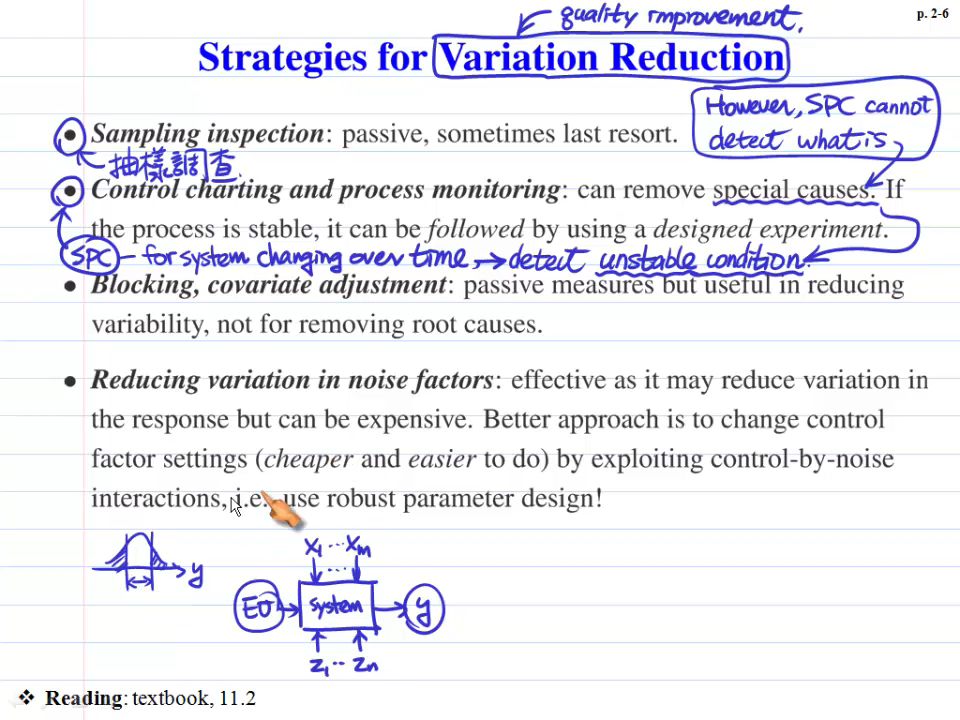 quality improvement.
p. 2-6
Strategies for Variation Reduction
However, SPC cannot
detect what is
● Sampling inspection: passive, sometimes last resort.
抽樣調查.
● Control charting and process monitoring: can remove special causes. If
the process is stable, it can be followed by using a designed experiment.
SPC – for system changing over time, → detect unstable condition.
● Blocking, covariate adjustment: passive measures but useful in reducing
variability, not for removing root causes.
● Reducing variation in noise factors: effective as it may reduce variation in
the response but can be expensive. Better approach is to change control
factor settings (cheaper and easier to do) by exploiting control-by-noise
interactions, i.e. use robust parameter design!
y
X1 ... Xm
...
EU → system → y
Z1 .. Zn
❖ Reading: textbook, 11.2